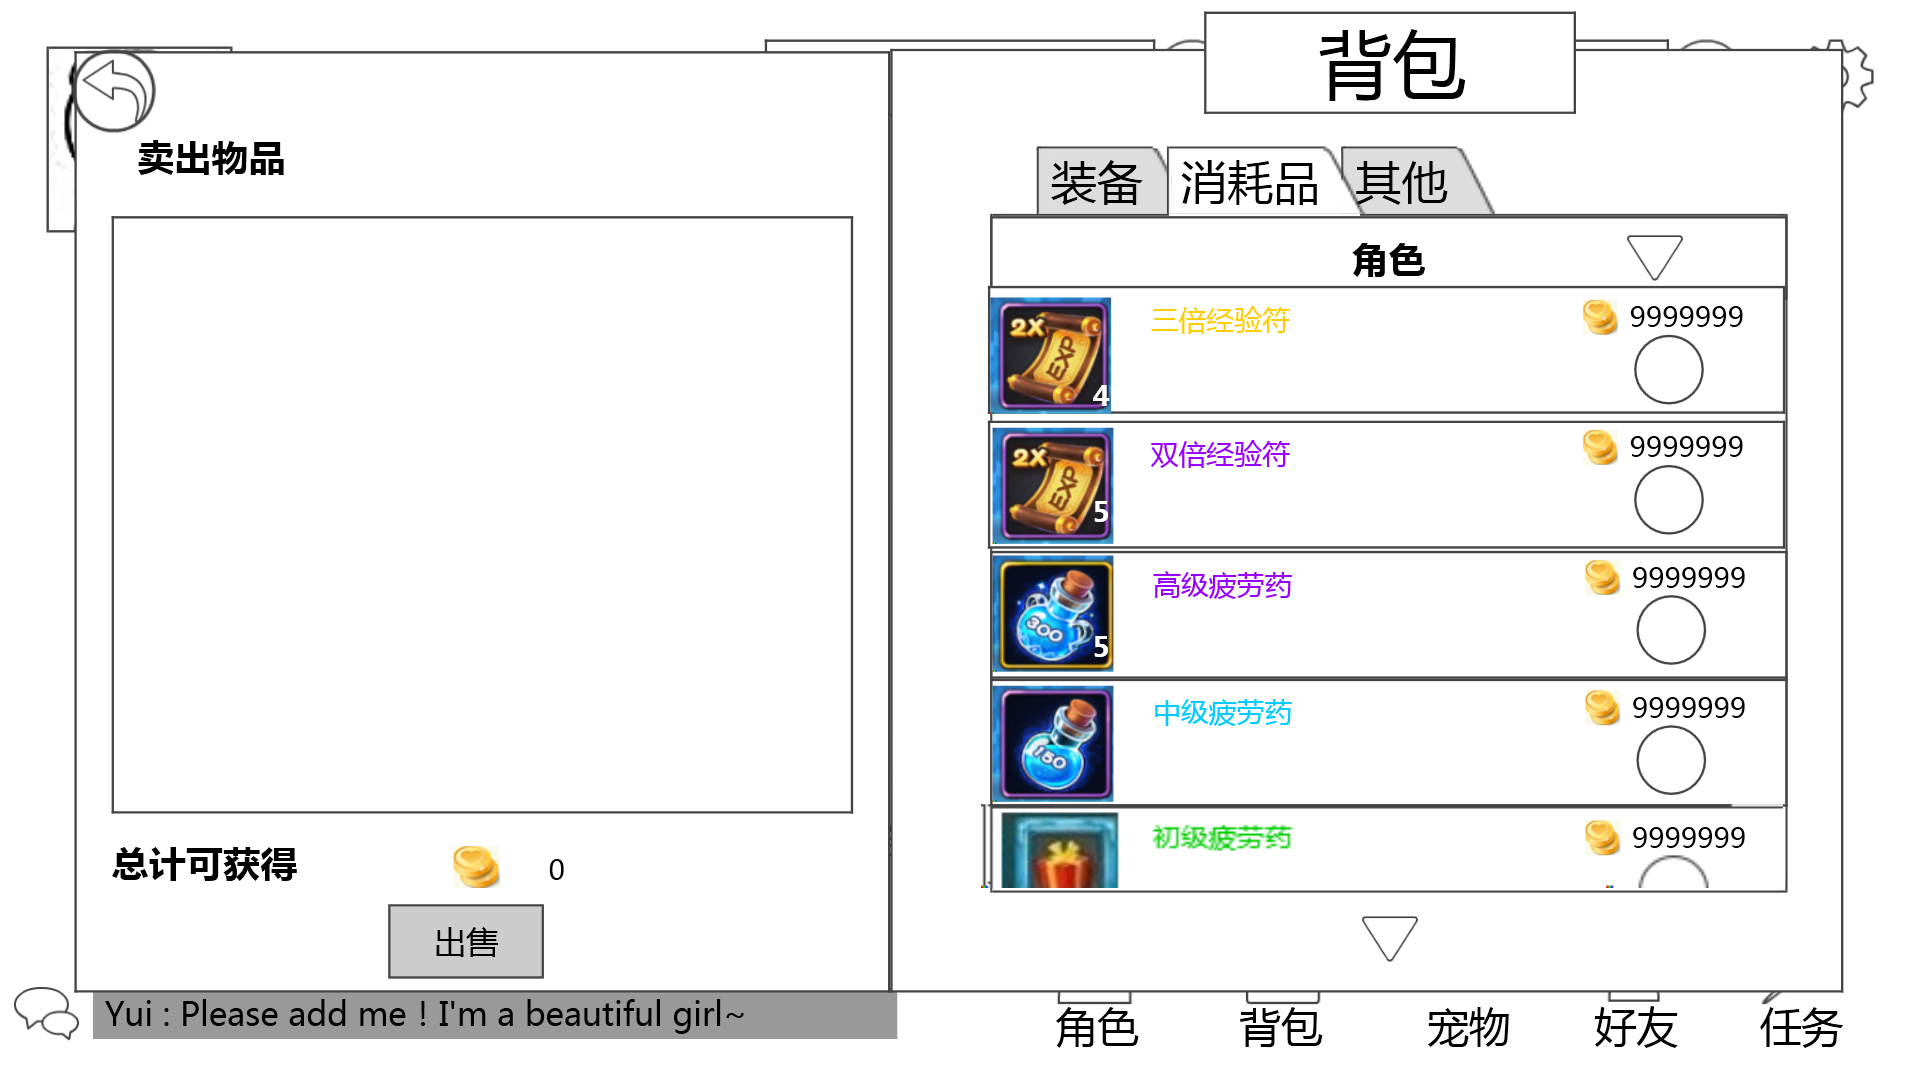 背包
卖出物品
装备 消耗品 其他
角色
2X EXP 4 三倍经验符 9999999
2X EXP 5 双倍经验符 9999999
300 5 高级疲劳药 9999999
150 中级疲劳药 9999999
初级疲劳药 9999999
总计可获得 0
出售
Yui : Please add me ! I'm a beautiful girl~
角色 背包 宠物 好友 任务